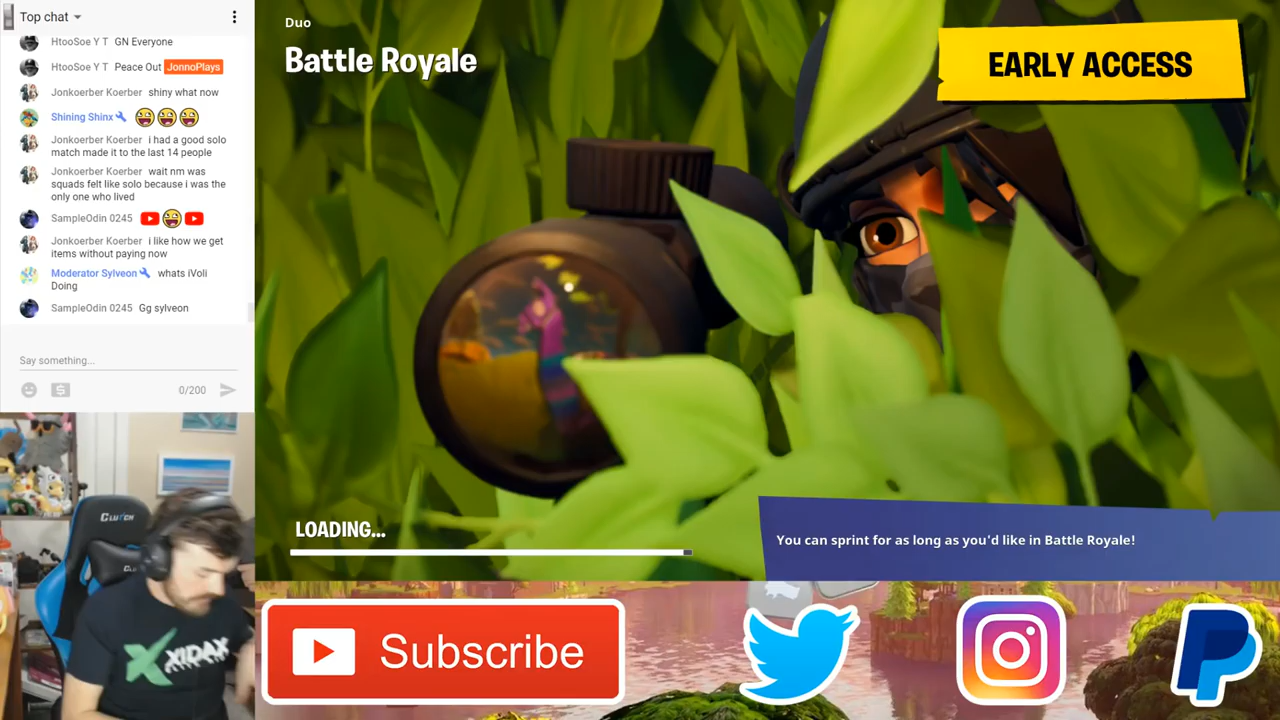 Top chat
HtooSoe Y T GN Everyone
HtooSoe Y T Peace Out JonnoPlays
Jonkoerber Koerber shiny what now
Shining Shinx
Jonkoerber Koerber i had a good solo
match made it to the last 14 people
Jonkoerber Koerber wait nm was
squads felt like solo because i was the
only one who lived
SampleOdin 0245
Jonkoerber Koerber i like how we get
items without paying now
Moderator Sylveon whats iVoli
Doing
SampleOdin 0245 Gg sylveon
Say something...
0/200
Duo
Battle Royale
EARLY ACCESS
LOADING...
You can sprint for as long as you'd like in Battle Royale!
CLUTCH
XIDAX
Subscribe